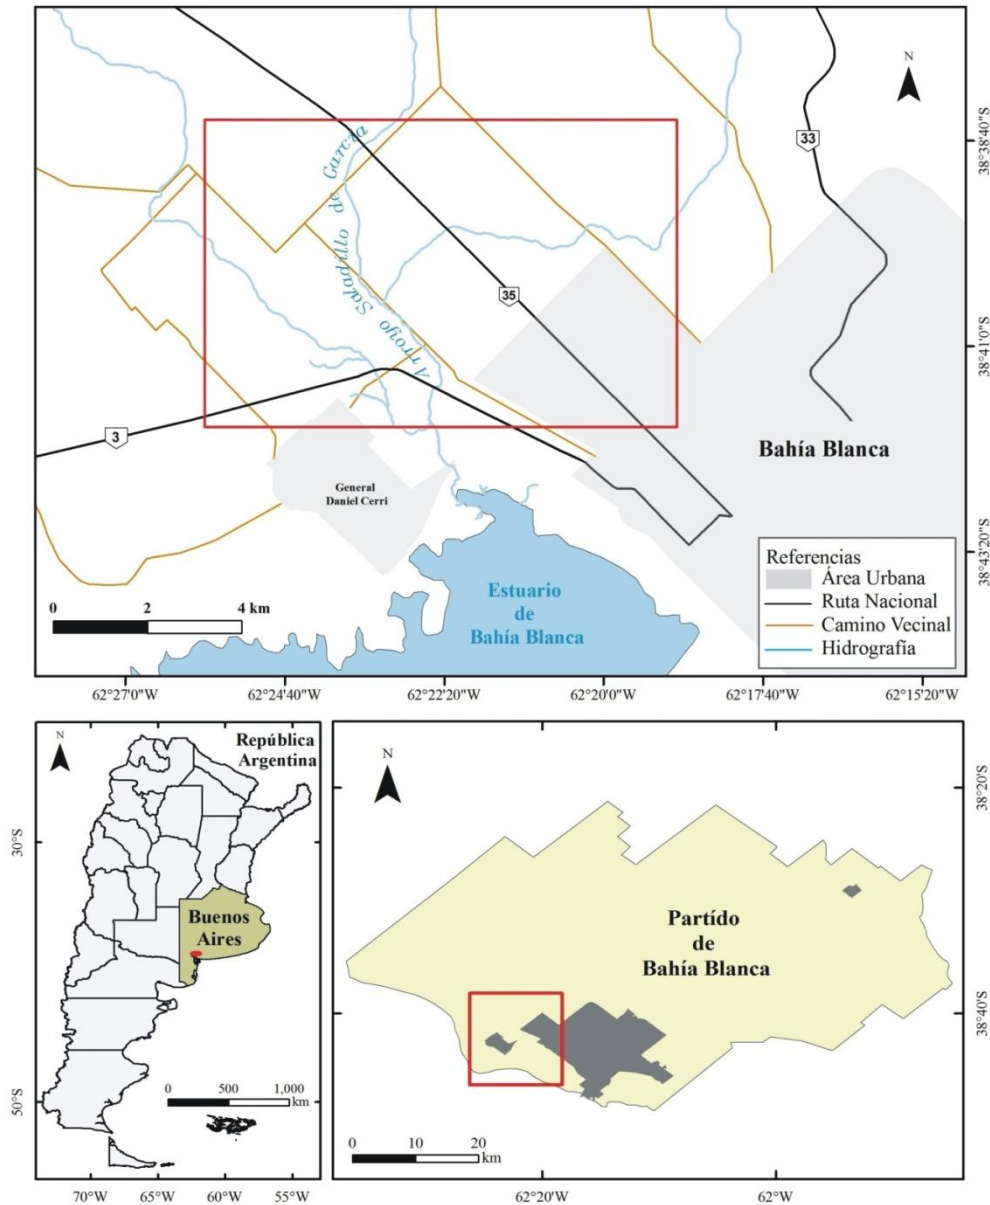 N
33
38°38'40"S
Arroyo Saladillo de García
35
38°41'0"S
3
Bahía Blanca
General
Daniel Cerri
38°43'20"S
Referencias
Área Urbana
Ruta Nacional
Camino Vecinal
Hidrografía
Estuario
de
Bahía Blanca
0 2 4 km
62°27'0"W 62°24'40"W 62°22'20"W 62°20'0"W 62°17'40"W 62°15'20"W
República
Argentina
N
30°S
Buenos
Aires
0 500 1,000
km
50°S
70°W 65°W 60°W 55°W
N
38°20'S
Partído
de
Bahía Blanca
38°40'S
0 10 20
km
62°20'W 62°W